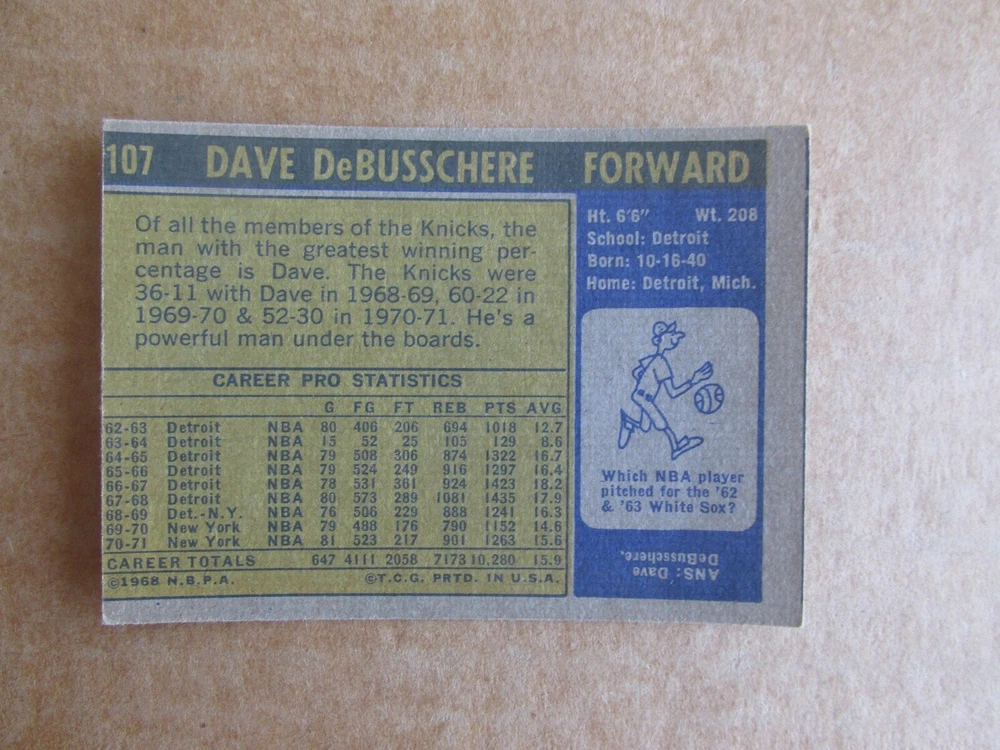 107 DAVE DeBUSSCHERE FORWARD
Of all the members of the Knicks, the
man with the greatest winning per-
centage is Dave. The Knicks were
36-11 with Dave in 1968-69, 60-22 in
1969-70 & 52-30 in 1970-71. He's a
powerful man under the boards.
CAREER PRO STATISTICS
G FG FT REB PTS AVG
62-63 Detroit NBA 80 406 206 694 1018 12.7
63-64 Detroit NBA 15 52 25 105 129 8.6
64-65 Detroit NBA 79 508 306 874 1322 16.7
65-66 Detroit NBA 79 524 249 916 1297 16.4
66-67 Detroit NBA 78 531 361 924 1423 18.2
67-68 Detroit NBA 80 573 289 1081 1435 17.9
68-69 Det.-N.Y. NBA 76 506 229 888 1241 16.3
69-70 New York NBA 79 488 176 790 1152 14.6
70-71 New York NBA 81 523 217 901 1263 15.6
CAREER TOTALS 647 4111 2058 7173 10,280 15.9
©1968 N.B.P.A. ©T.C.G. PRTD. IN U.S.A.
Ht. 6'6" Wt. 208
School: Detroit
Born: 10-16-40
Home: Detroit, Mich.
Which NBA player
pitched for the '62
& '63 White Sox?
ANS: Dave
DeBusschere.